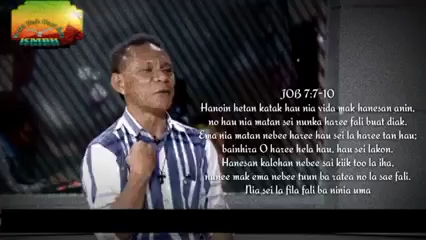 KMBH
JOB 7:7-10
Hanoin hetan katak hau nia vida mak hanesan anin,
no hau nia matan sei nunka haree fali buat diak.
Ema nia matan nebee haree hau sei la haree tan hau;
bainhira O haree hela hau, hau sei lakon.
Hanesan kalohan nebee sai kiik too la iha,
nunee mak ema nebee tuun ba ratea no la sae fali.
Nia sei la fila fali ba ninia uma